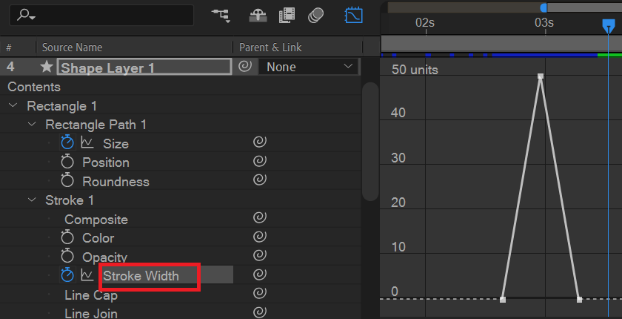 02s 03s
# Source Name Parent & Link
4 Shape Layer 1 None
Contents
Rectangle 1
Rectangle Path 1
Size
Position
Roundness
Stroke 1
Composite
Color
Opacity
Stroke Width
Line Cap
Line Join
50 units
40
30
20
10
0